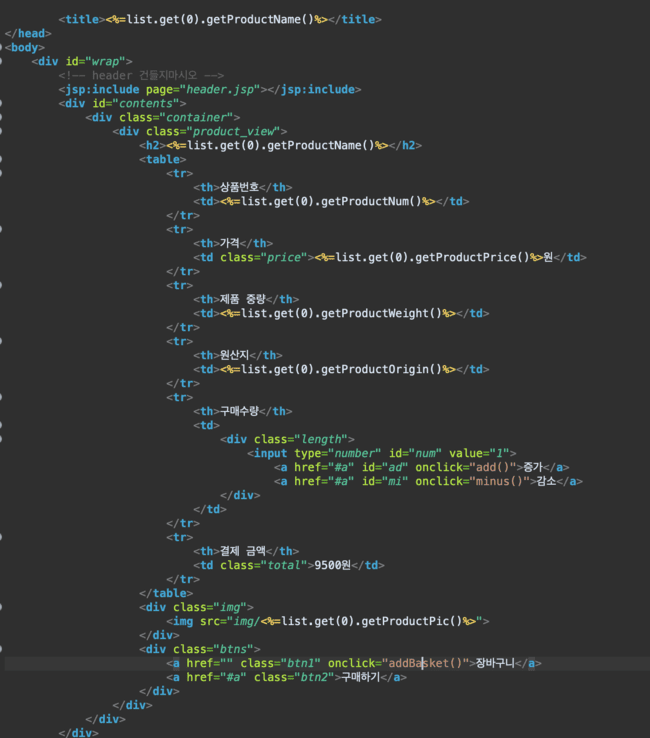 <title><%=list.get(0).getProductName()%></title>
</head>
<body>
<div id="wrap">
<!-- header 건들지마시오 -->
<jsp:include page="header.jsp"></jsp:include>
<div id="contents">
<div class="container">
<div class="product_view">
<h2><%=list.get(0).getProductName()%></h2>
<table>
<tr>
<th>상품번호</th>
<td><%=list.get(0).getProductNum()%></td>
</tr>
<tr>
<th>가격</th>
<td class="price"><%=list.get(0).getProductPrice()%>원</td>
</tr>
<tr>
<th>제품 중량</th>
<td><%=list.get(0).getProductWeight()%></td>
</tr>
<tr>
<th>원산지</th>
<td><%=list.get(0).getProductOrigin()%></td>
</tr>
<tr>
<th>구매수량</th>
<td>
<div class="length">
<input type="number" id="num" value="1">
<a href="#a" id="ad" onclick="add()">증가</a>
<a href="#a" id="mi" onclick="minus()">감소</a>
</div>
</td>
</tr>
<tr>
<th>결제 금액</th>
<td class="total">9500원</td>
</tr>
</table>
<div class="img">
<img src="img/<%=list.get(0).getProductPic()%>">
</div>
<div class="btns">
<a href="" class="btn1" onclick="addBasket()">장바구니</a>
<a href="#a" class="btn2">구매하기</a>
</div>
</div>
</div>
</div>